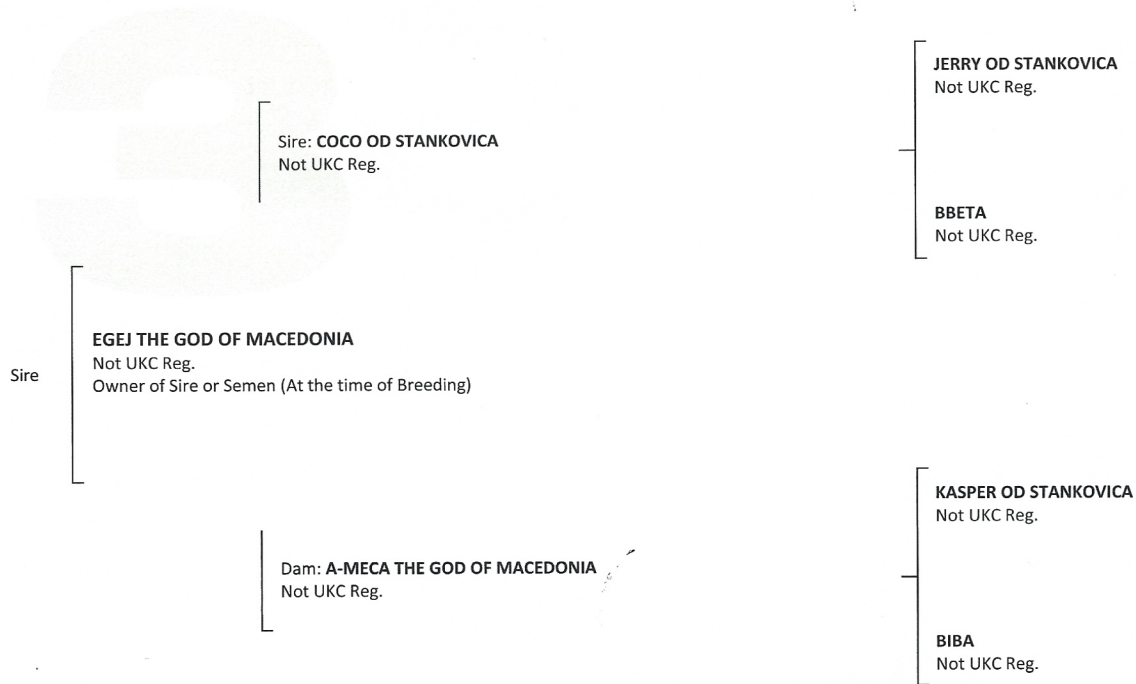 JERRY OD STANKOVICA
Not UKC Reg.
Sire: COCO OD STANKOVICA
Not UKC Reg.
BBETA
Not UKC Reg.
EGEJ THE GOD OF MACEDONIA
Not UKC Reg.
Sire
Owner of Sire or Semen (At the time of Breeding)
KASPER OD STANKOVICA
Not UKC Reg.
Dam: A-MECA THE GOD OF MACEDONIA
Not UKC Reg.
BIBA
Not UKC Reg.
3